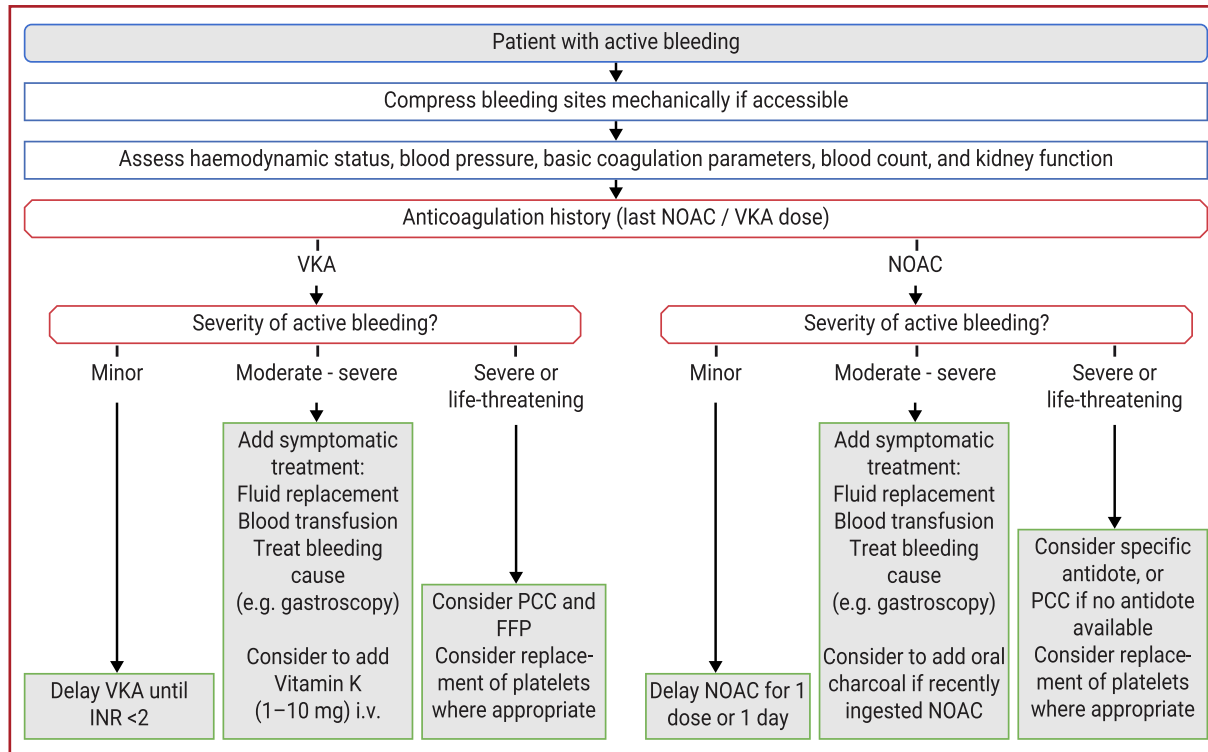 Patient with active bleeding
Compress bleeding sites mechanically if accessible
Assess haemodynamic status, blood pressure, basic coagulation parameters, blood count, and kidney function
Anticoagulation history (last NOAC / VKA dose)
VKA
Severity of active bleeding?
Minor
Moderate - severe
Severe or
life-threatening
Delay VKA until
INR <2
Add symptomatic
treatment:
Fluid replacement
Blood transfusion
Treat bleeding
cause
(e.g. gastroscopy)
Consider to add
Vitamin K
(1–10 mg) i.v.
Consider PCC and
FFP
Consider replace-
ment of platelets
where appropriate
NOAC
Severity of active bleeding?
Minor
Moderate - severe
Severe or
life-threatening
Delay NOAC for 1
dose or 1 day
Add symptomatic
treatment:
Fluid replacement
Blood transfusion
Treat bleeding
cause
(e.g. gastroscopy)
Consider to add oral
charcoal if recently
ingested NOAC
Consider specific
antidote, or
PCC if no antidote
available
Consider replace-
ment of platelets
where appropriate